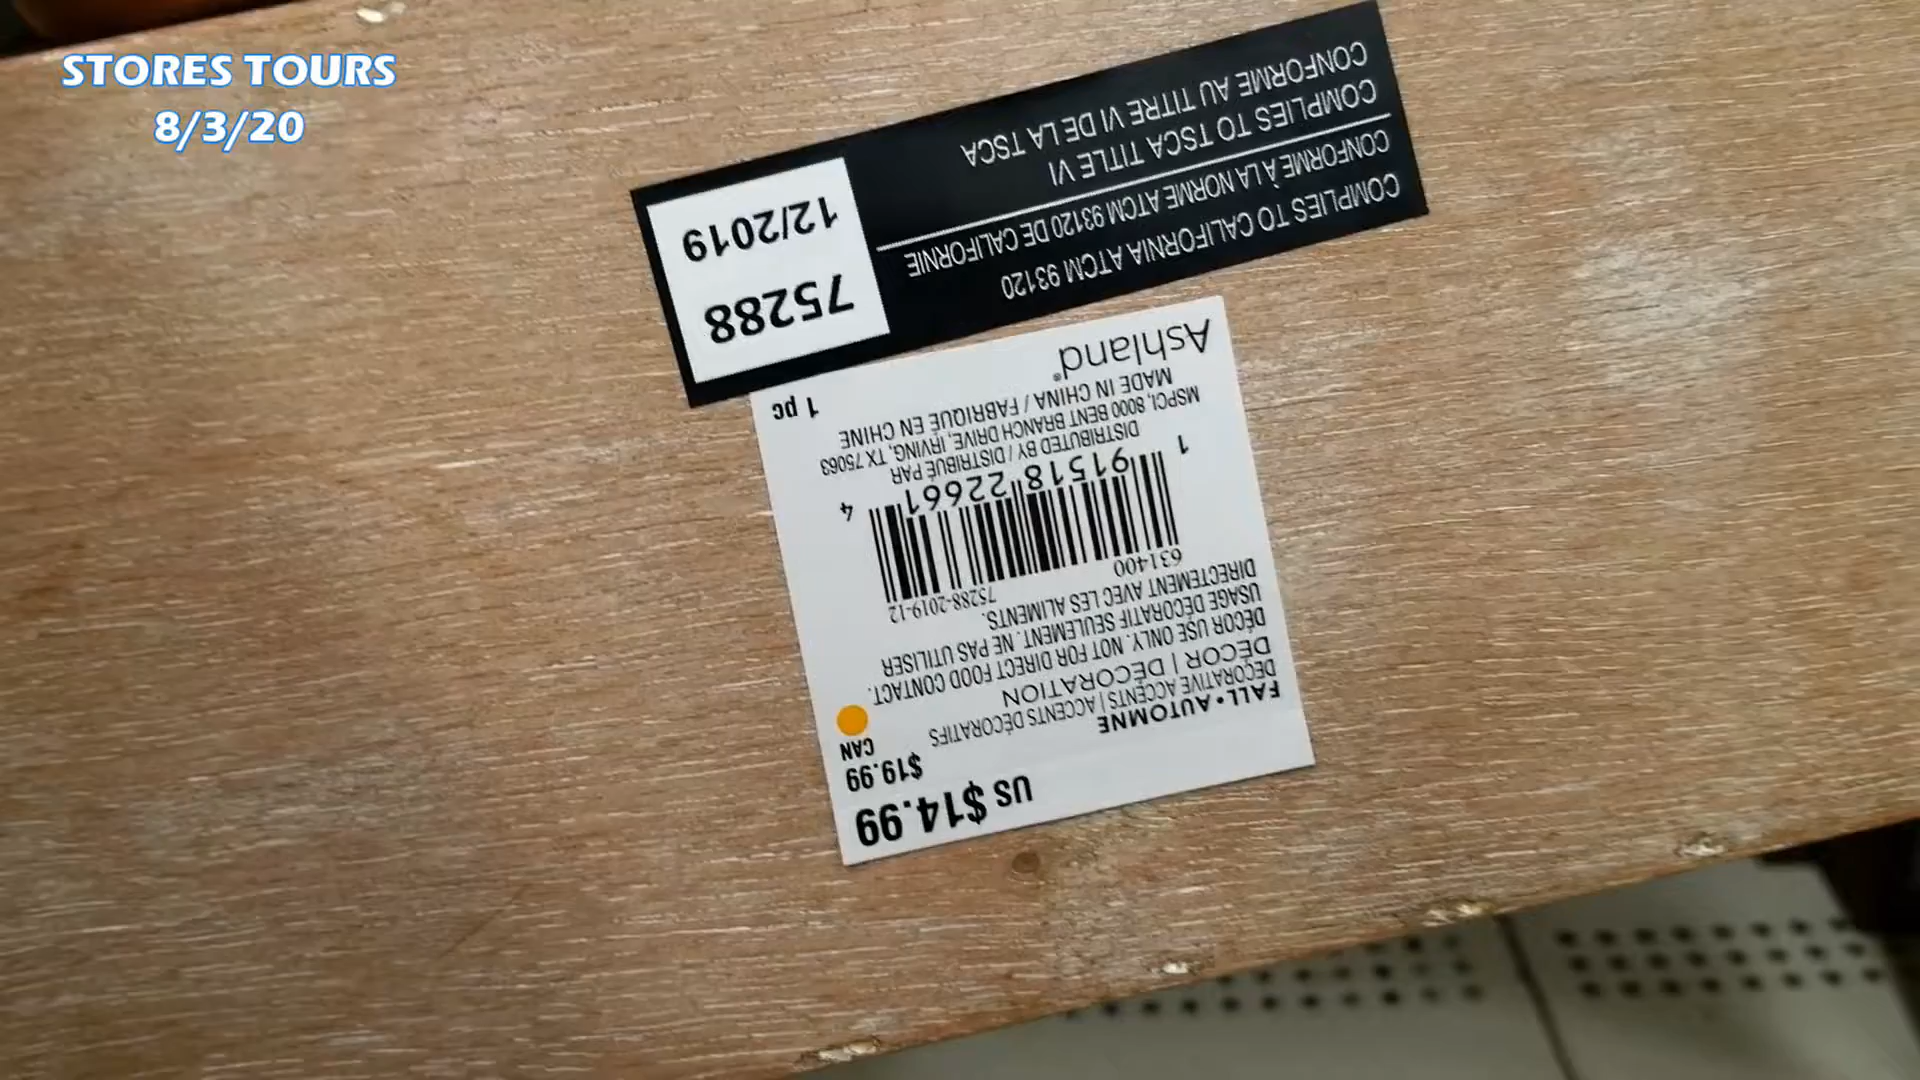 STORES TOURS
8/3/20
US $14.99
$19.99
CAN
FALL • AUTOMNE
DECORATIVE ACCENTS | ACCENTS DÉCORATIFS
DÉCOR | DÉCORATION
DÉCOR USE ONLY. NOT FOR DIRECT FOOD CONTACT.
USAGE DÉCORATIF SEULEMENT. NE PAS UTILISER
DIRECTEMENT AVEC LES ALIMENTS.
631400
75288-2019-12
1 91518 22661 4
DISTRIBUTED BY / DISTRIBUÉ PAR
MSPCI, 8000 BENT BRANCH DRIVE, IRVING, TX 75063
MADE IN CHINA / FABRIQUÉ EN CHINE
Ashland®
1 pc
COMPLIES TO CALIFORNIA ATCM 93120
CONFORME À LA NORME ATCM 93120 DE CALIFORNIE
COMPLIES TO TSCA TITLE VI
CONFORME AU TITRE VI DE LA TSCA
75288
12/2019